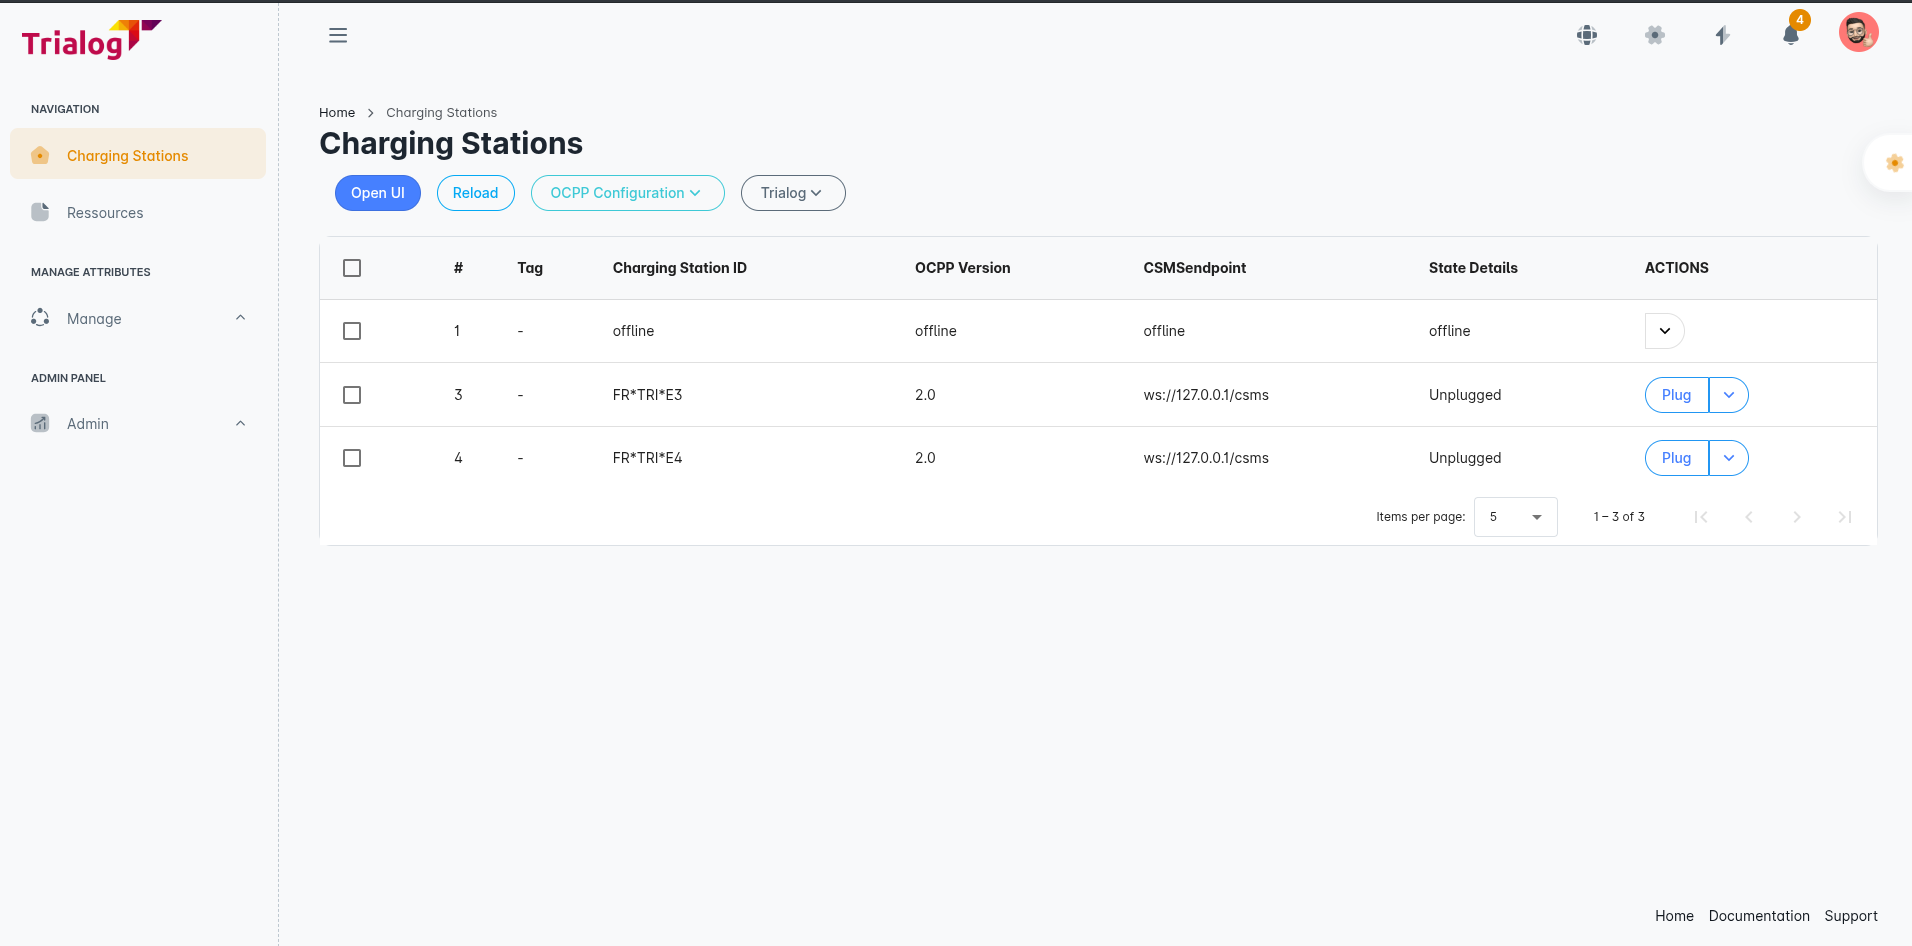 Trialog
4
NAVIGATION
Charging Stations
Ressources
MANAGE ATTRIBUTES
Manage
ADMIN PANEL
Admin
Home > Charging Stations
Charging Stations
Open UI Reload OCPP Configuration Trialog
# Tag Charging Station ID OCPP Version CSMSendpoint State Details ACTIONS
1 - offline offline offline offline
3 - FR*TRI*E3 2.0 ws://127.0.0.1/csms Unplugged Plug
4 - FR*TRI*E4 2.0 ws://127.0.0.1/csms Unplugged Plug
Items per page: 5 1 – 3 of 3
Home Documentation Support